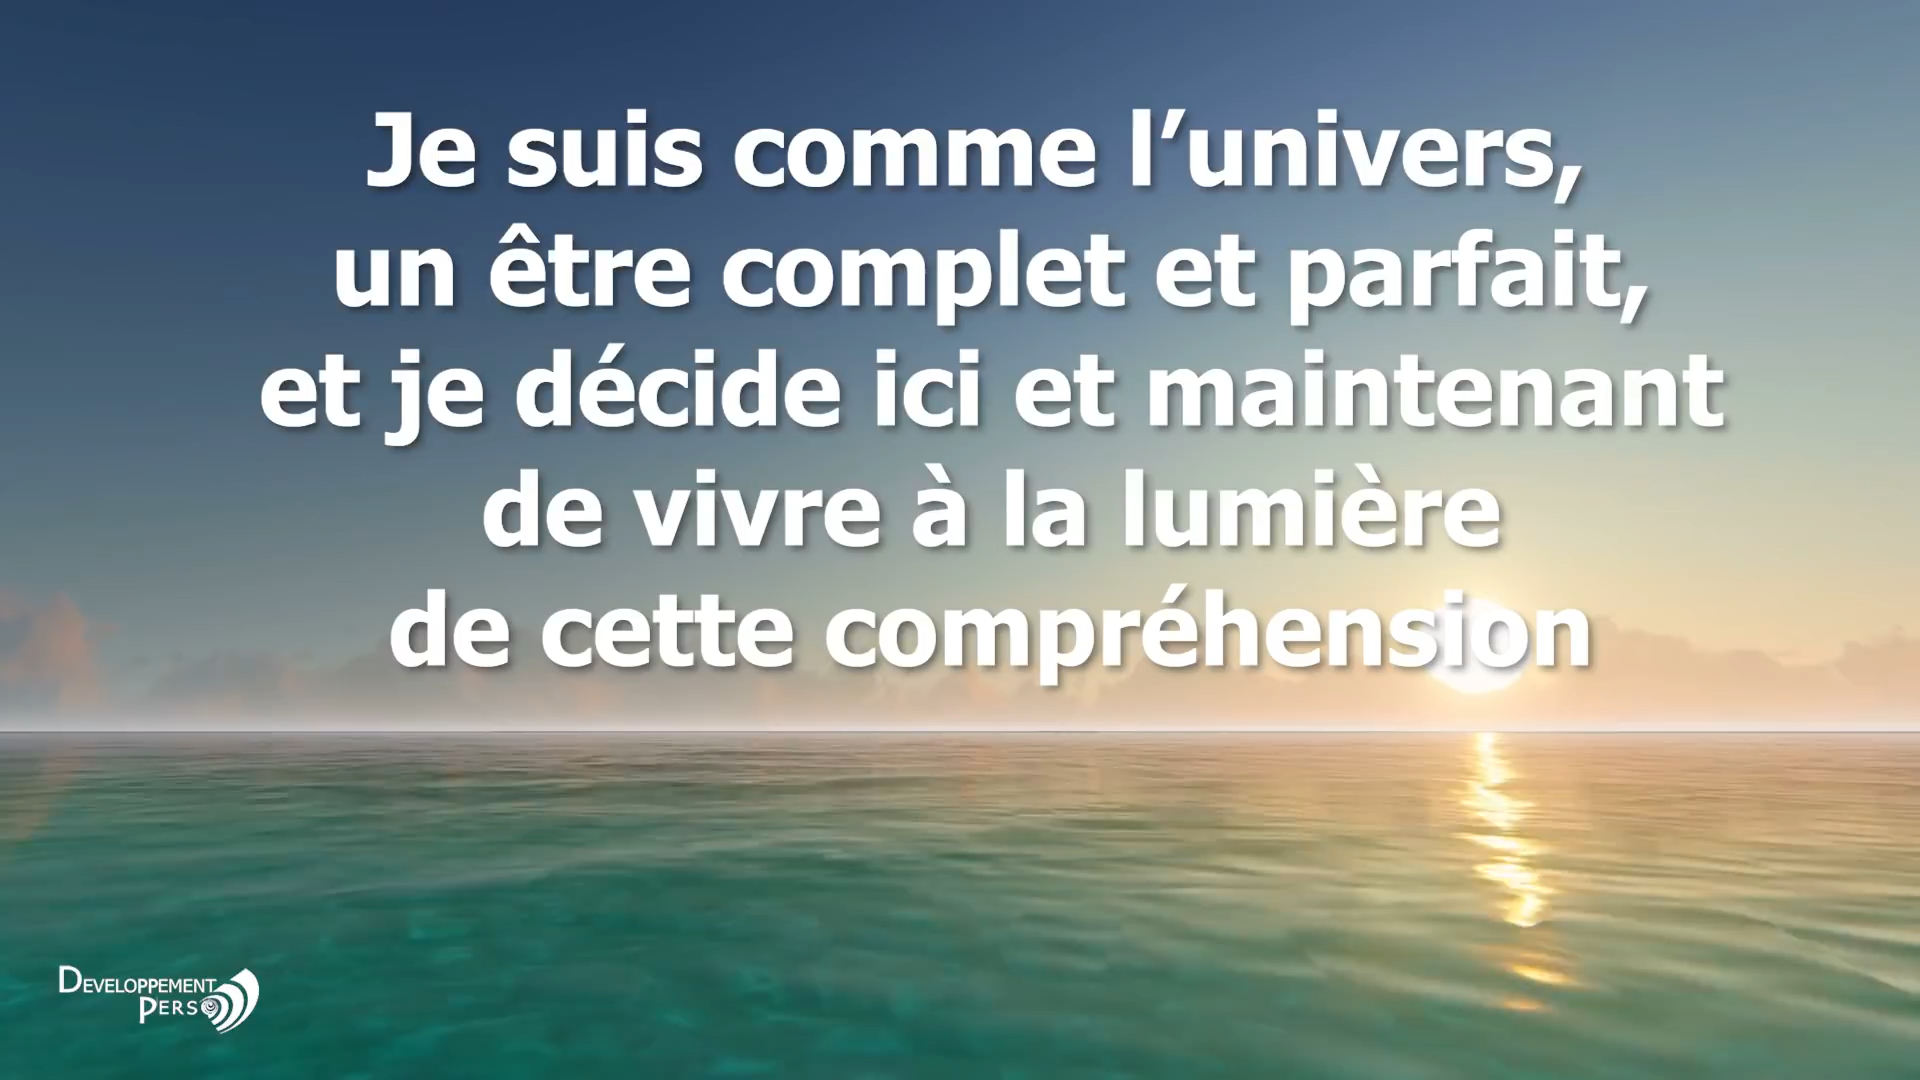 Je suis comme l’univers,
un être complet et parfait,
et je décide ici et maintenant
de vivre à la lumière
de cette compréhension
DEVELOPPEMENT
PERSO